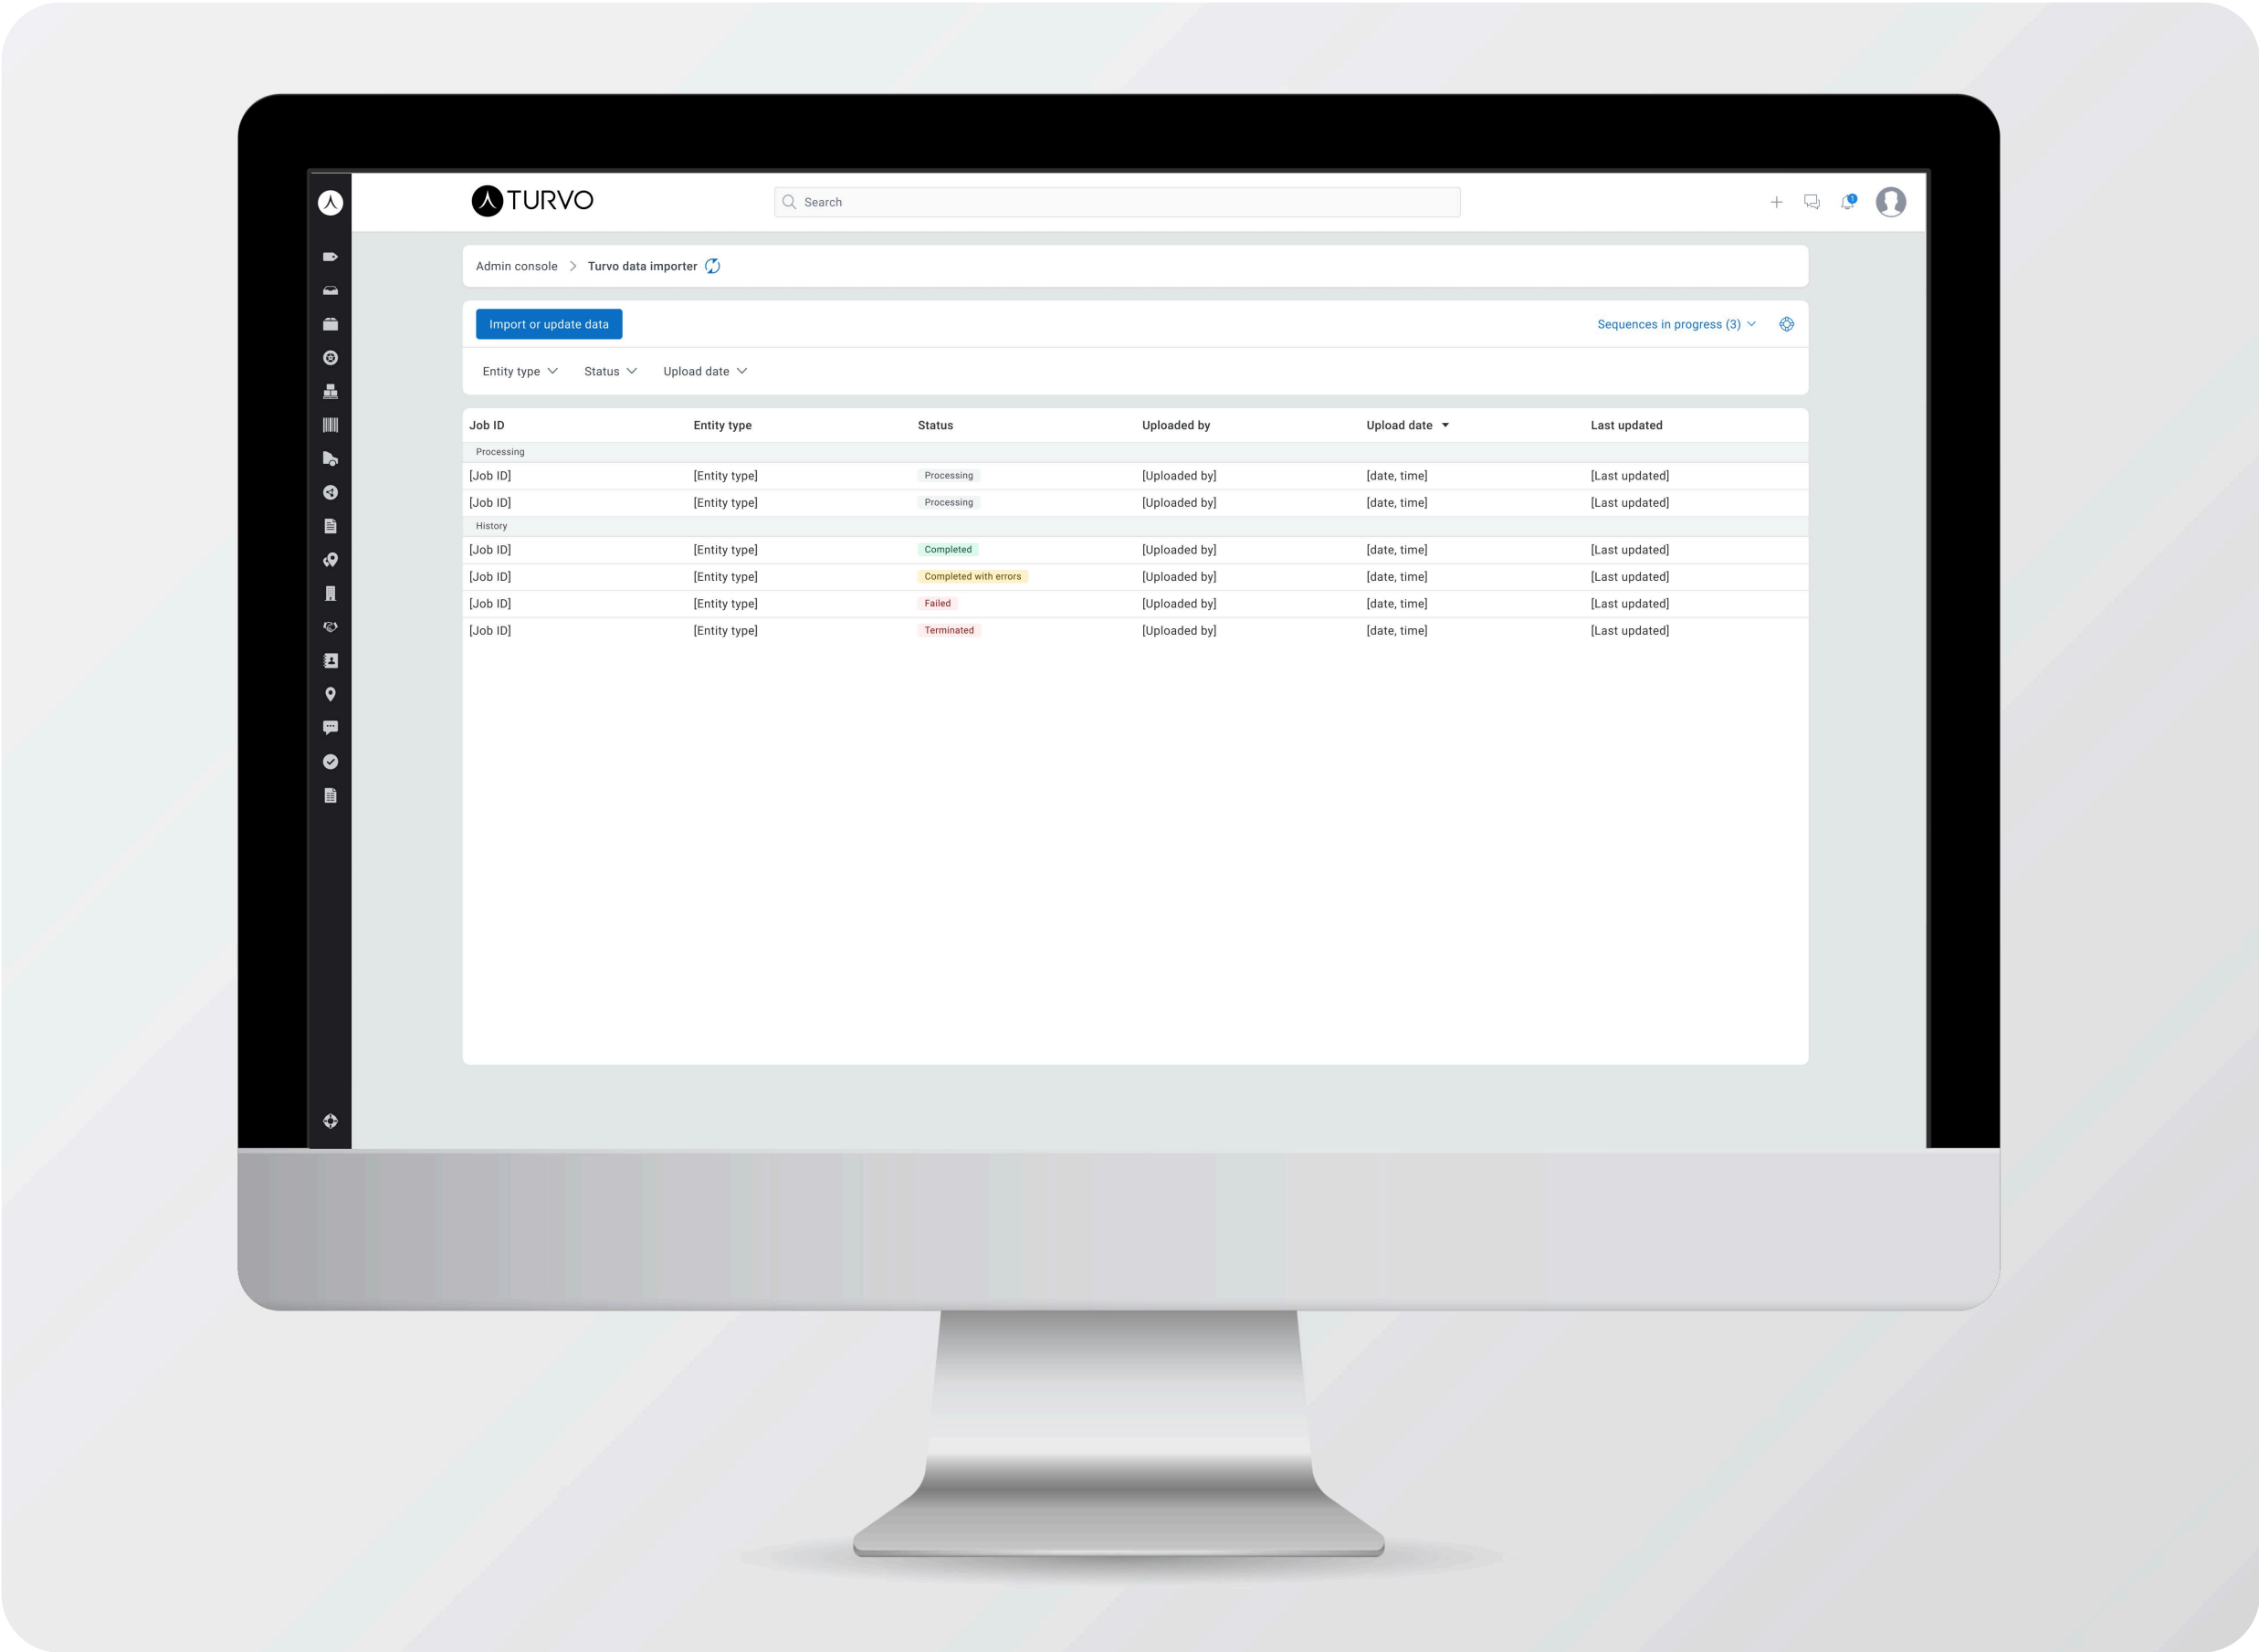 TURVO
Search
1
Admin console > Turvo data importer
Import or update data
Sequences in progress (3)
Entity type Status Upload date
Job ID Entity type Status Uploaded by Upload date Last updated
Processing
[Job ID] [Entity type] Processing [Uploaded by] [date, time] [Last updated]
[Job ID] [Entity type] Processing [Uploaded by] [date, time] [Last updated]
History
[Job ID] [Entity type] Completed [Uploaded by] [date, time] [Last updated]
[Job ID] [Entity type] Completed with errors [Uploaded by] [date, time] [Last updated]
[Job ID] [Entity type] Failed [Uploaded by] [date, time] [Last updated]
[Job ID] [Entity type] Terminated [Uploaded by] [date, time] [Last updated]